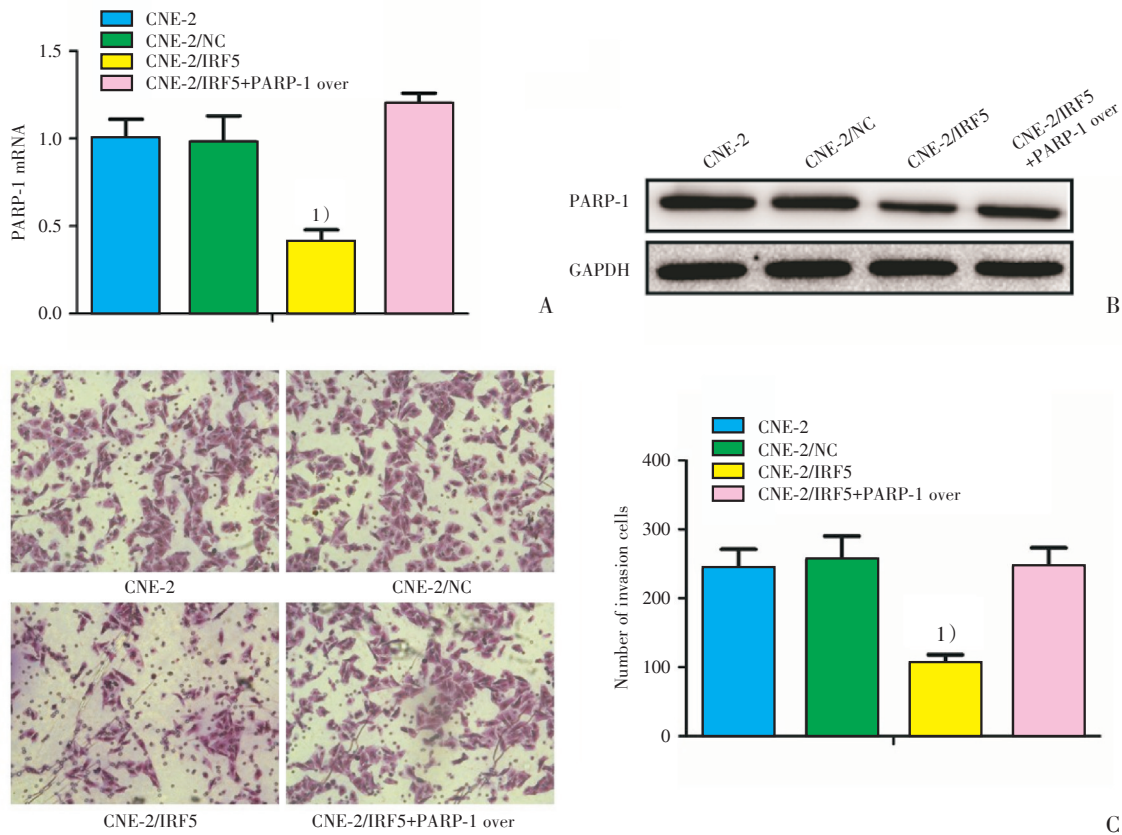 CNE-2
CNE-2/NC
CNE-2/IRF5
CNE-2/IRF5+PARP-1 over
PARP-1 mRNA
1.5
1.0
0.5
0.0
1)
A
CNE-2
CNE-2/NC
CNE-2/IRF5
CNE-2/IRF5
+PARP-1 over
PARP-1
GAPDH
B
CNE-2
CNE-2/NC
CNE-2/IRF5
CNE-2/IRF5+PARP-1 over
CNE-2
CNE-2/NC
CNE-2/IRF5
CNE-2/IRF5+PARP-1 over
Number of invasion cells
400
300
200
100
0
1)
C